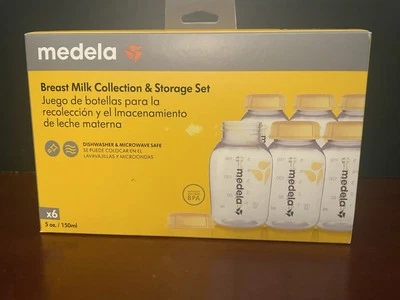 medela
Breast Milk Collection & Storage Set
Juego de botellas para la
recolección y el lmacenamiento
de leche materna
DISHWASHER & MICROWAVE SAFE
SE PUEDE COLOCAR EN EL
LAVAVAJILLAS Y MICROONDAS
medela
medela
medela
BPA
x6
5 oz. / 150ml